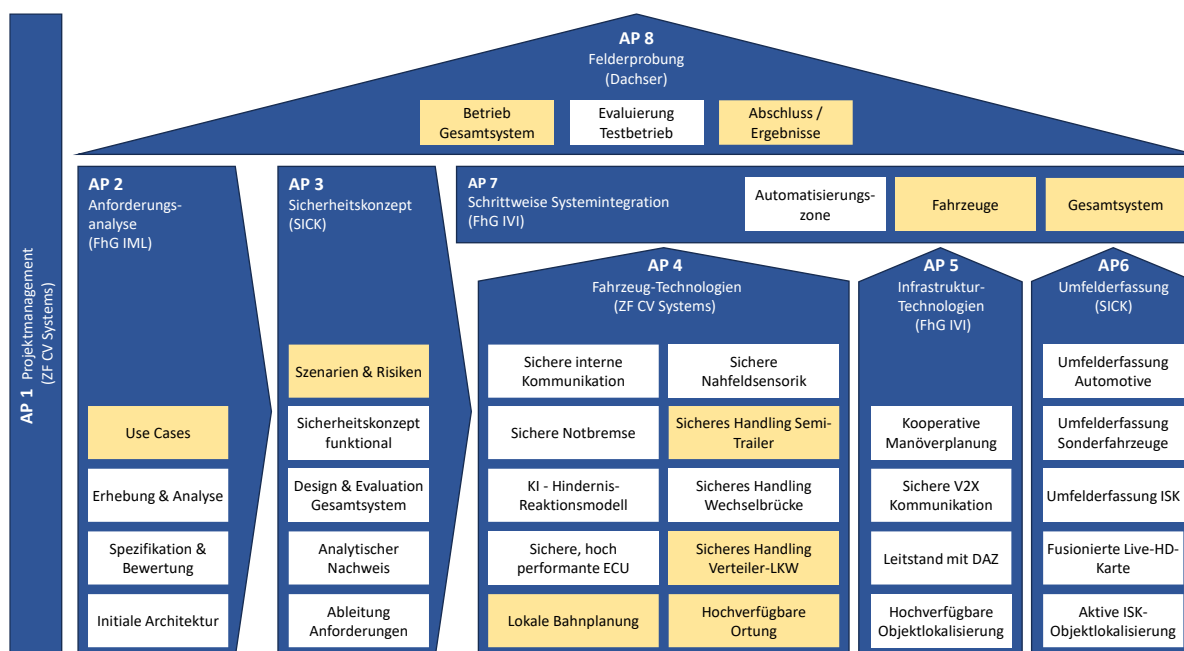 AP 8
Felderprobung
(Dachser)
Betrieb
Gesamtsystem
Evaluierung
Testbetrieb
Abschluss /
Ergebnisse
AP 1 Projektmanagement
(ZF CV Systems)
AP 2
Anforderungs-
analyse
(FhG IML)
Use Cases
Erhebung & Analyse
Spezifikation &
Bewertung
Initiale Architektur
AP 3
Sicherheitskonzept
(SICK)
Szenarien & Risiken
Sicherheitskonzept
funktional
Design & Evaluation
Gesamtsystem
Analytischer
Nachweis
Ableitung
Anforderungen
AP 7
Schrittweise Systemintegration
(FhG IVI)
Automatisierungs-
zone
Fahrzeuge
Gesamtsystem
AP 4
Fahrzeug-Technologien
(ZF CV Systems)
Sichere interne
Kommunikation
Sichere
Nahfeldsensorik
Sichere Notbremse
Sicheres Handling Semi-
Trailer
KI - Hindernis-
Reaktionsmodell
Sicheres Handling
Wechselbrücke
Sichere, hoch
performante ECU
Sicheres Handling
Verteiler-LKW
Lokale Bahnplanung
Hochverfügbare
Ortung
AP 5
Infrastruktur-
Technologien
(FhG IVI)
Kooperative
Manöverplanung
Sichere V2X
Kommunikation
Leitstand mit DAZ
Hochverfügbare
Objektlokalisierung
AP6
Umfelderfassung
(SICK)
Umfelderfassung
Automotive
Umfelderfassung
Sonderfahrzeuge
Umfelderfassung ISK
Fusionierte Live-HD-
Karte
Aktive ISK-
Objektlokalisierung